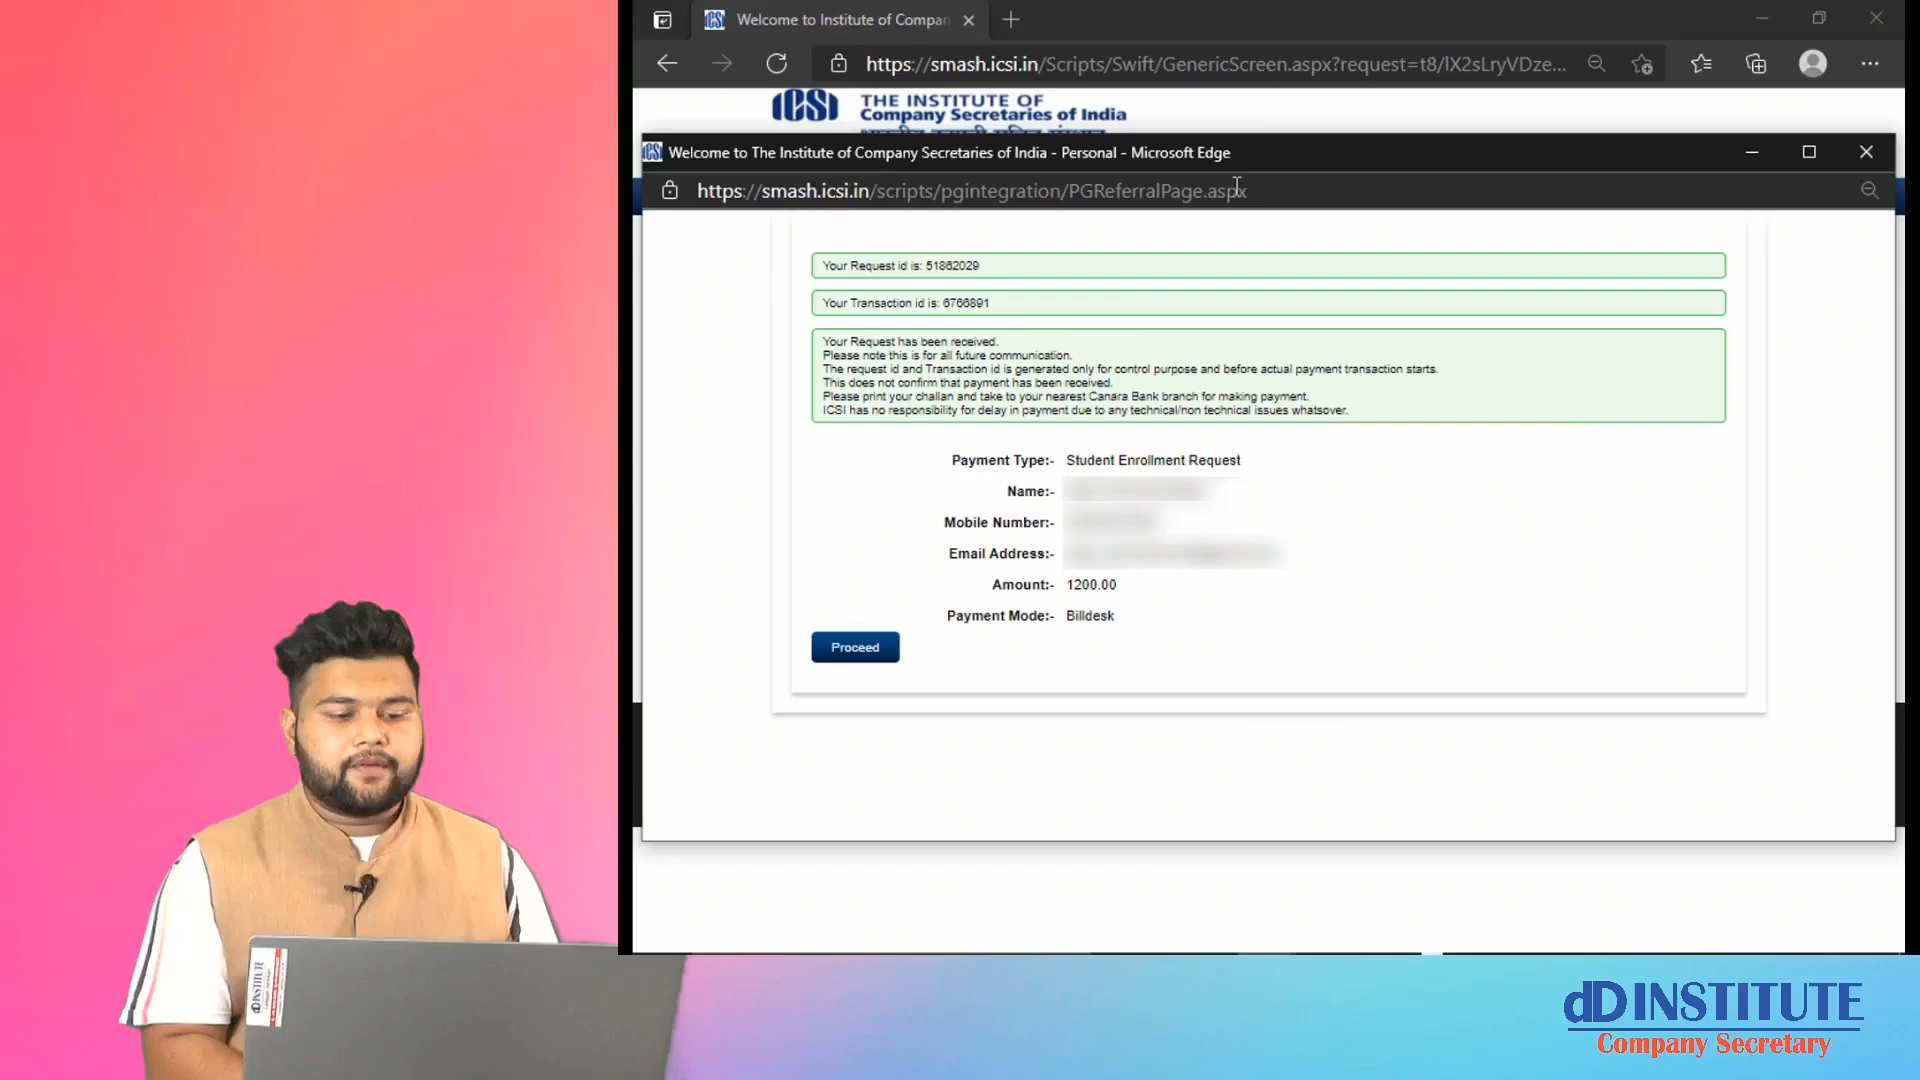 Welcome to Institute of Compan
https://smash.icsi.in/Scripts/Swift/GenericScreen.aspx?request=t8/lX2sLryVDze...
ICSI
THE INSTITUTE OF
Company Secretaries of India
Welcome to The Institute of Company Secretaries of India - Personal - Microsoft Edge
https://smash.icsi.in/scripts/pgintegration/PGReferralPage.aspx
Your Request id is: 51862029
Your Transaction id is: 6766891
Your Request has been received.
Please note this is for all future communication.
The request id and Transaction id is generated only for control purpose and before actual payment transaction starts.
This does not confirm that payment has been received.
Please print your challan and take to your nearest Canara Bank branch for making payment.
ICSI has no responsibility for delay in payment due to any technical/non technical issues whatsover.
Payment Type:- Student Enrollment Request
Name:-
Mobile Number:-
Email Address:-
Amount:- 1200.00
Payment Mode:- Billdesk
Proceed
dD INSTITUTE
dD INSTITUTE
Company Secretary